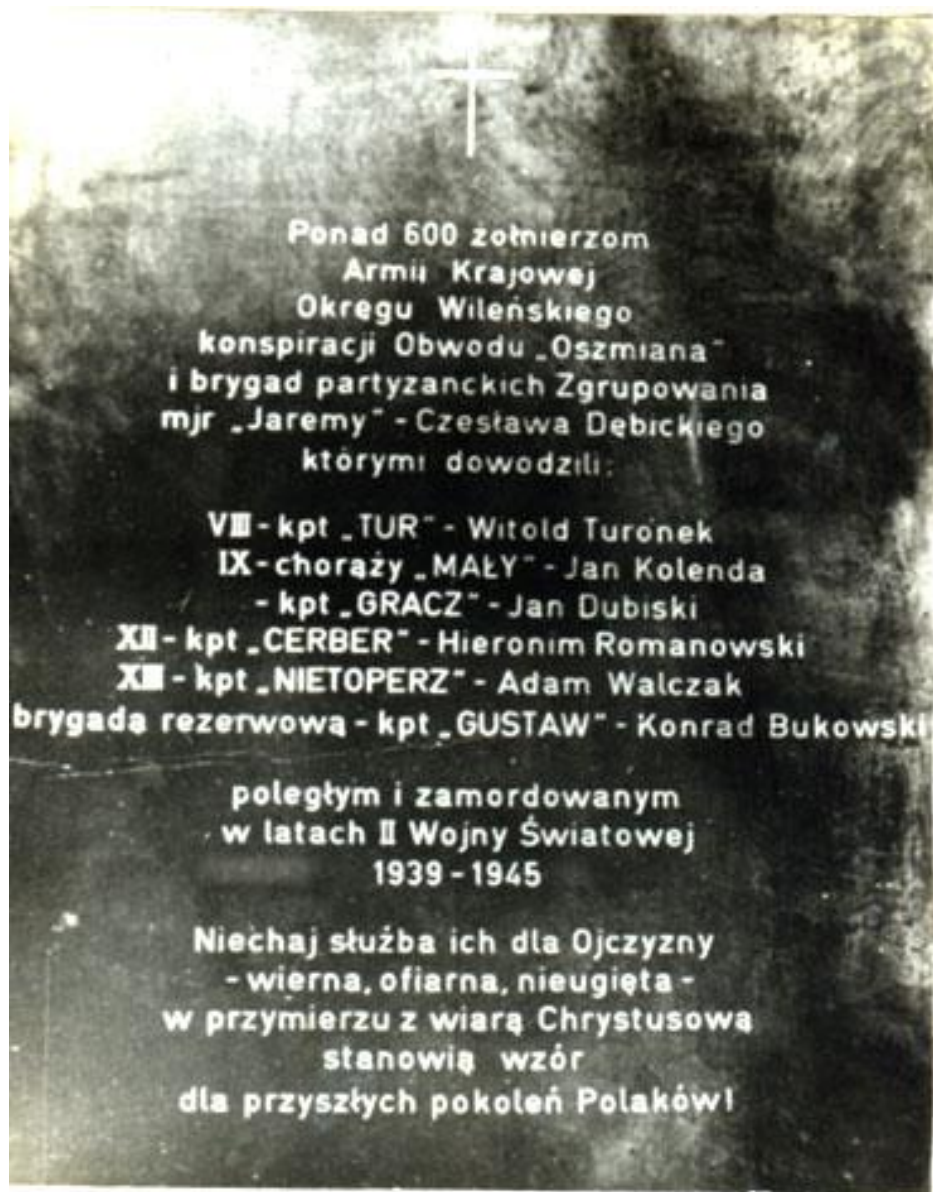 Ponad 600 żołnierzom
Armii Krajowej
Okręgu Wileńskiego
konspiracji Obwodu „Oszmiana”
i brygad partyzanckich Zgrupowania
mjr „Jaremy” - Czesława Dębickiego
którymi dowodzili:
VIII - kpt „TUR” - Witold Turonek
IX - chorąży „MAŁY” - Jan Kolenda
- kpt „GRACZ” - Jan Dubiski
XII - kpt „CERBER” - Hieronim Romanowski
XIII - kpt „NIETOPERZ” - Adam Walczak
brygadą rezerwową - kpt „GUSTAW” - Konrad Bukowski
poległym i zamordowanym
w latach II Wojny Światowej
1939 - 1945
Niechaj służba ich dla Ojczyzny
- wierna, ofiarna, nieugięta -
w przymierzu z wiarą Chrystusową
stanowią wzór
dla przyszłych pokoleń Polaków!